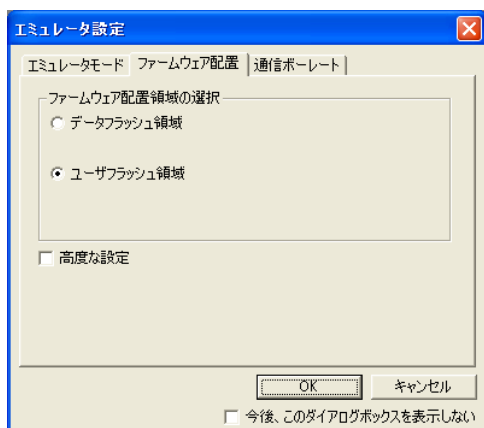 エミュレータ設定
エミュレータモード ファームウェア配置 通信ボーレート
ファームウェア配置領域の選択
データフラッシュ領域
ユーザフラッシュ領域
高度な設定
OK キャンセル
今後、このダイアログボックスを表示しない